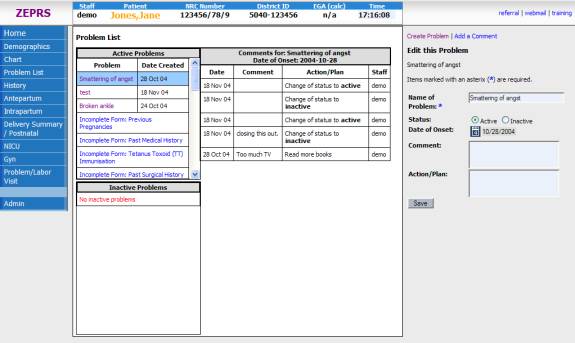 ZEPRS
Staff Patient NRC Number District ID EGA (calc) Time
demo Jones,Jane 123456/78/9 5040-123456 n/a 17:16:08
referral | webmail | training
Home
Demographics
Chart
Problem List
History
Antepartum
Intrapartum
Delivery Summary
/ Postnatal
NICU
Gyn
Problem/Labor
Visit
Admin
Problem List
Active Problems
Problem Date Created
Smattering of angst 28 Oct 04
test 18 Nov 04
Broken ankle 24 Oct 04
Incomplete Form: Previous
Pregnancies
Incomplete Form: Past Medical History
Incomplete Form: Tetanus Toxoid (TT)
Immunisation
Incomplete Form: Past Surgical History
Inactive Problems
No inactive problems
Comments for: Smattering of angst
Date of Onset: 2004-10-28
Date Comment Action/Plan Staff
18 Nov 04 Change of status to active demo
18 Nov 04 Change of status to
inactive demo
18 Nov 04 Change of status to active demo
18 Nov 04 closing this out. Change of status to
inactive demo
28 Oct 04 Too much TV Read more books demo
Create Problem | Add a Comment
Edit this Problem
Smattering of angst
Items marked with an asterix (*) are required.
Name of
Problem: * Smattering of angst
Status: Active Inactive
Date of Onset: 10/28/2004
Comment:
Action/Plan:
Save